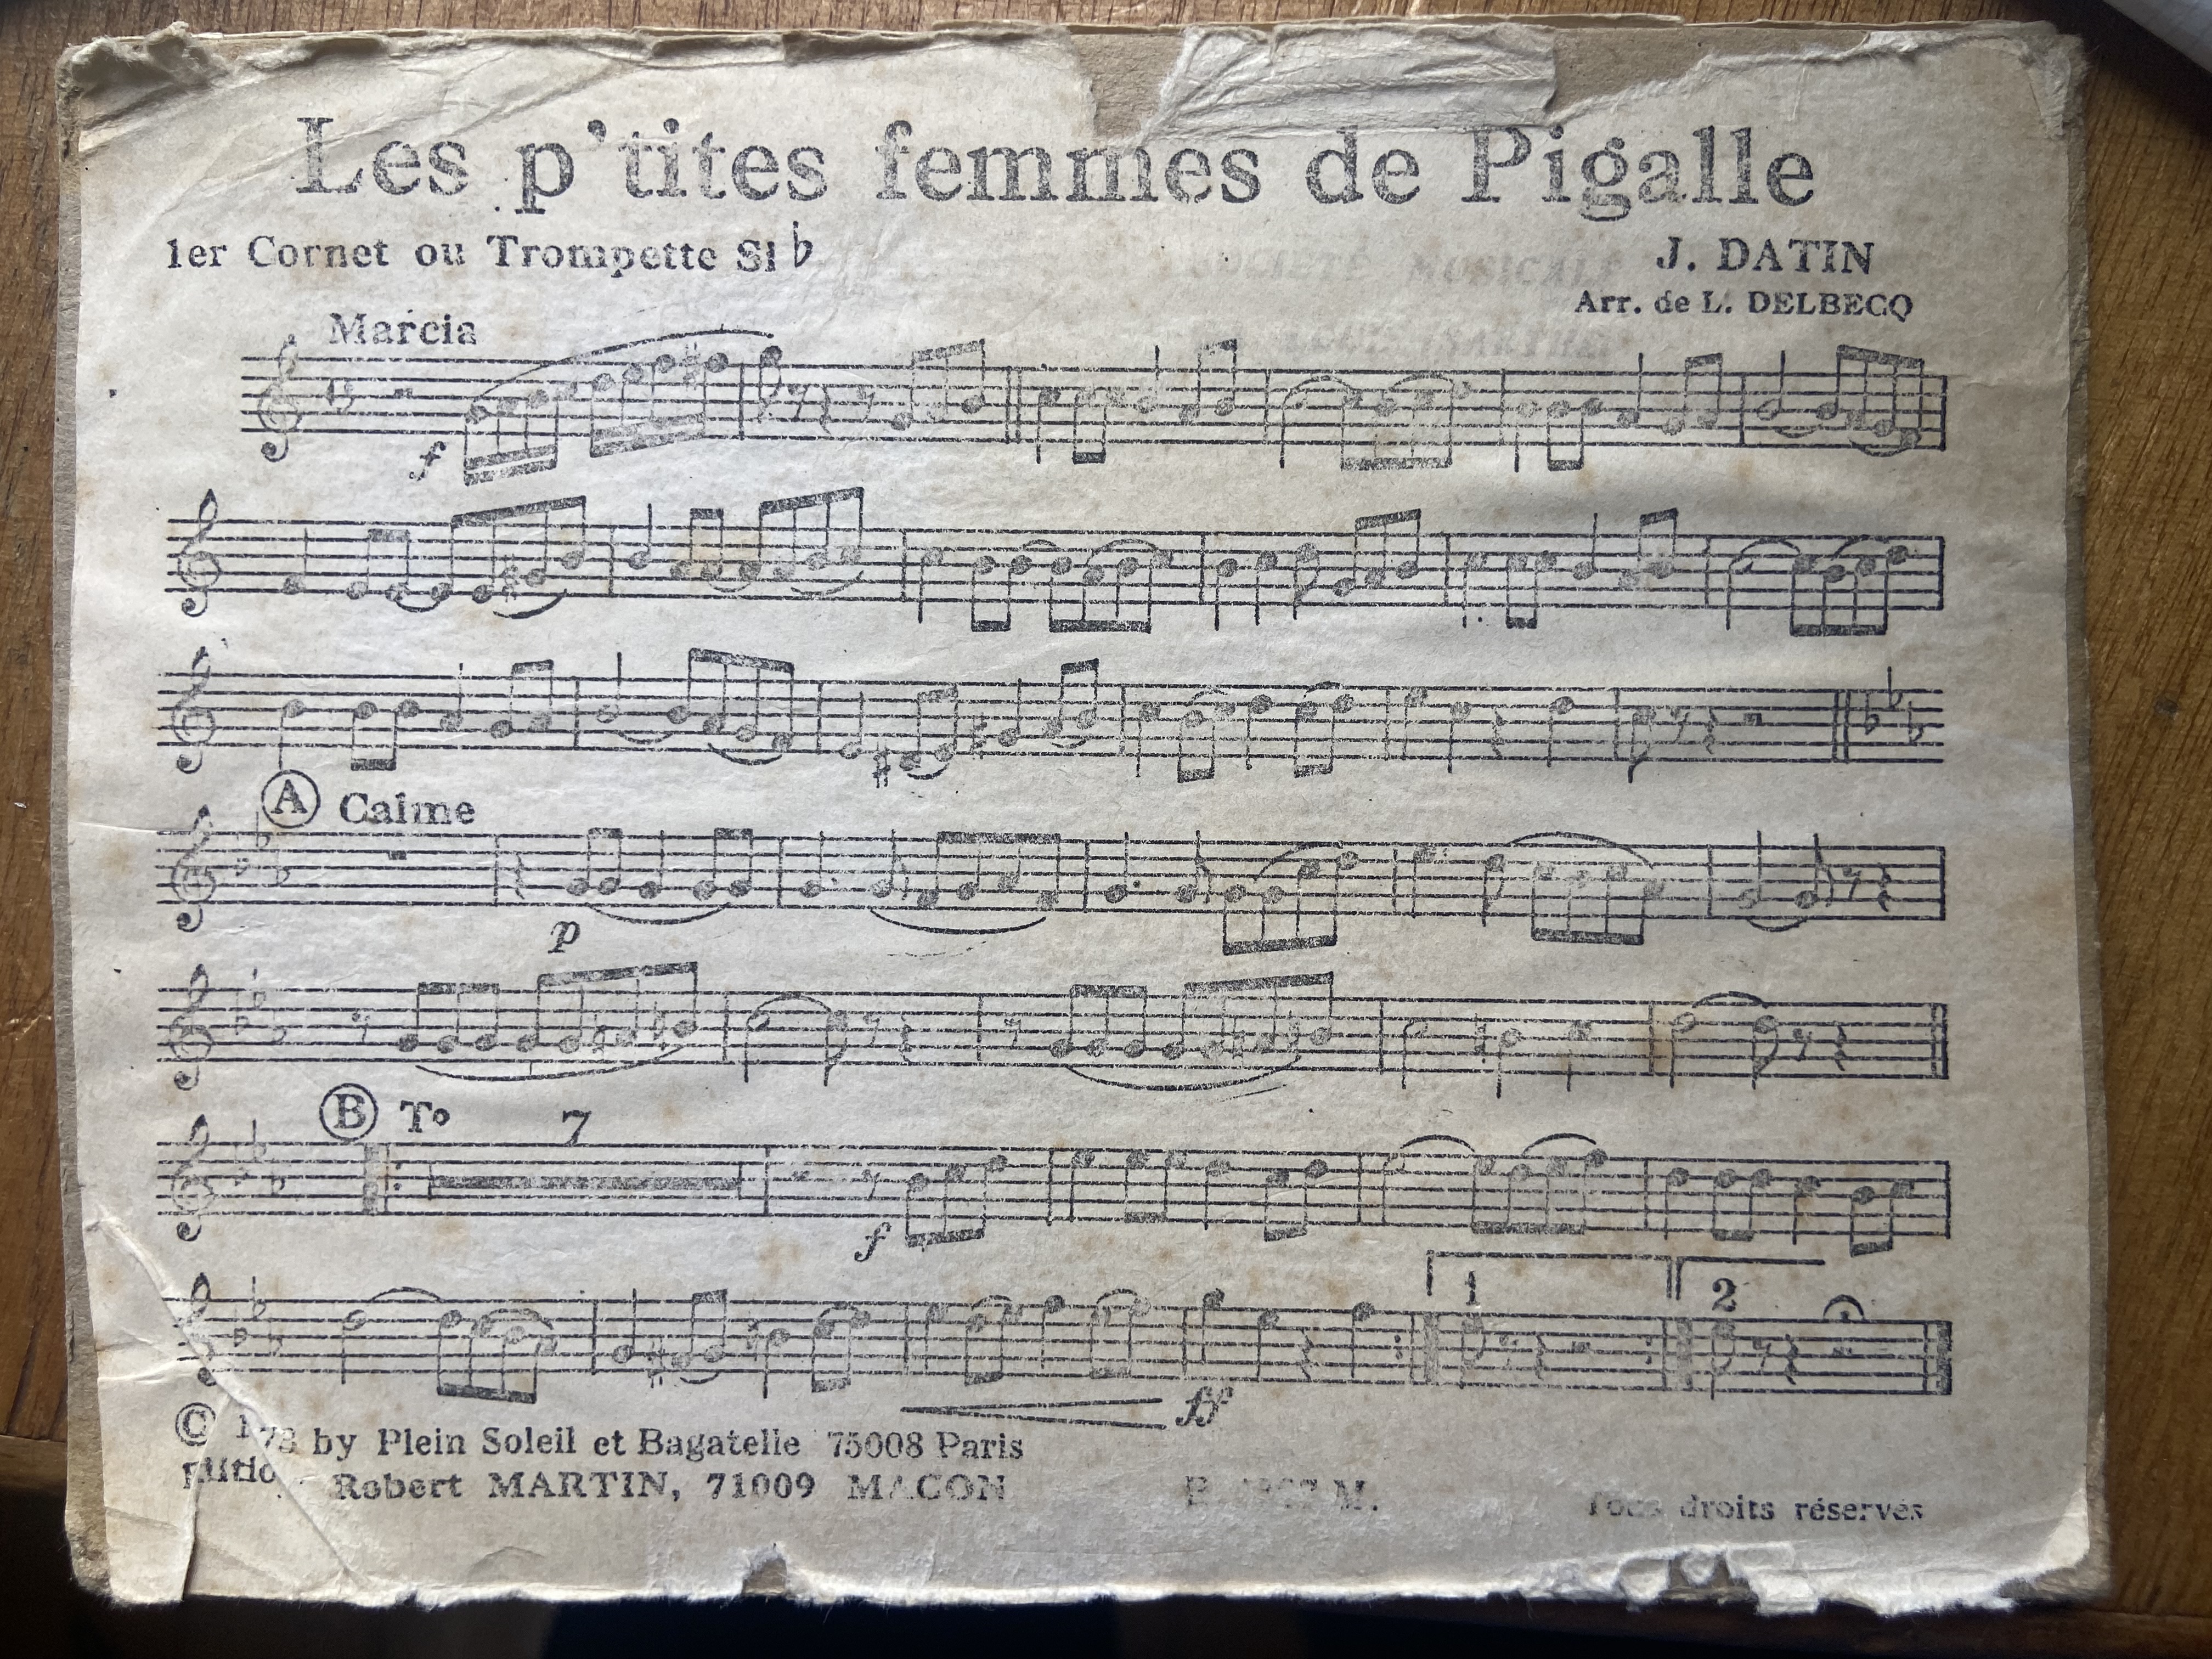 Les p'tites femmes de Pigalle
1er Cornet ou Trompette Si♭
J. DATIN
Arr. de L. DELBECQ
Marcia
f
A Calme
p
B To 7
f
1 2
ff
© by Plein Soleil et Bagatelle 75008 Paris
Robert MARTIN, 71009 MACON
Tous droits réservés